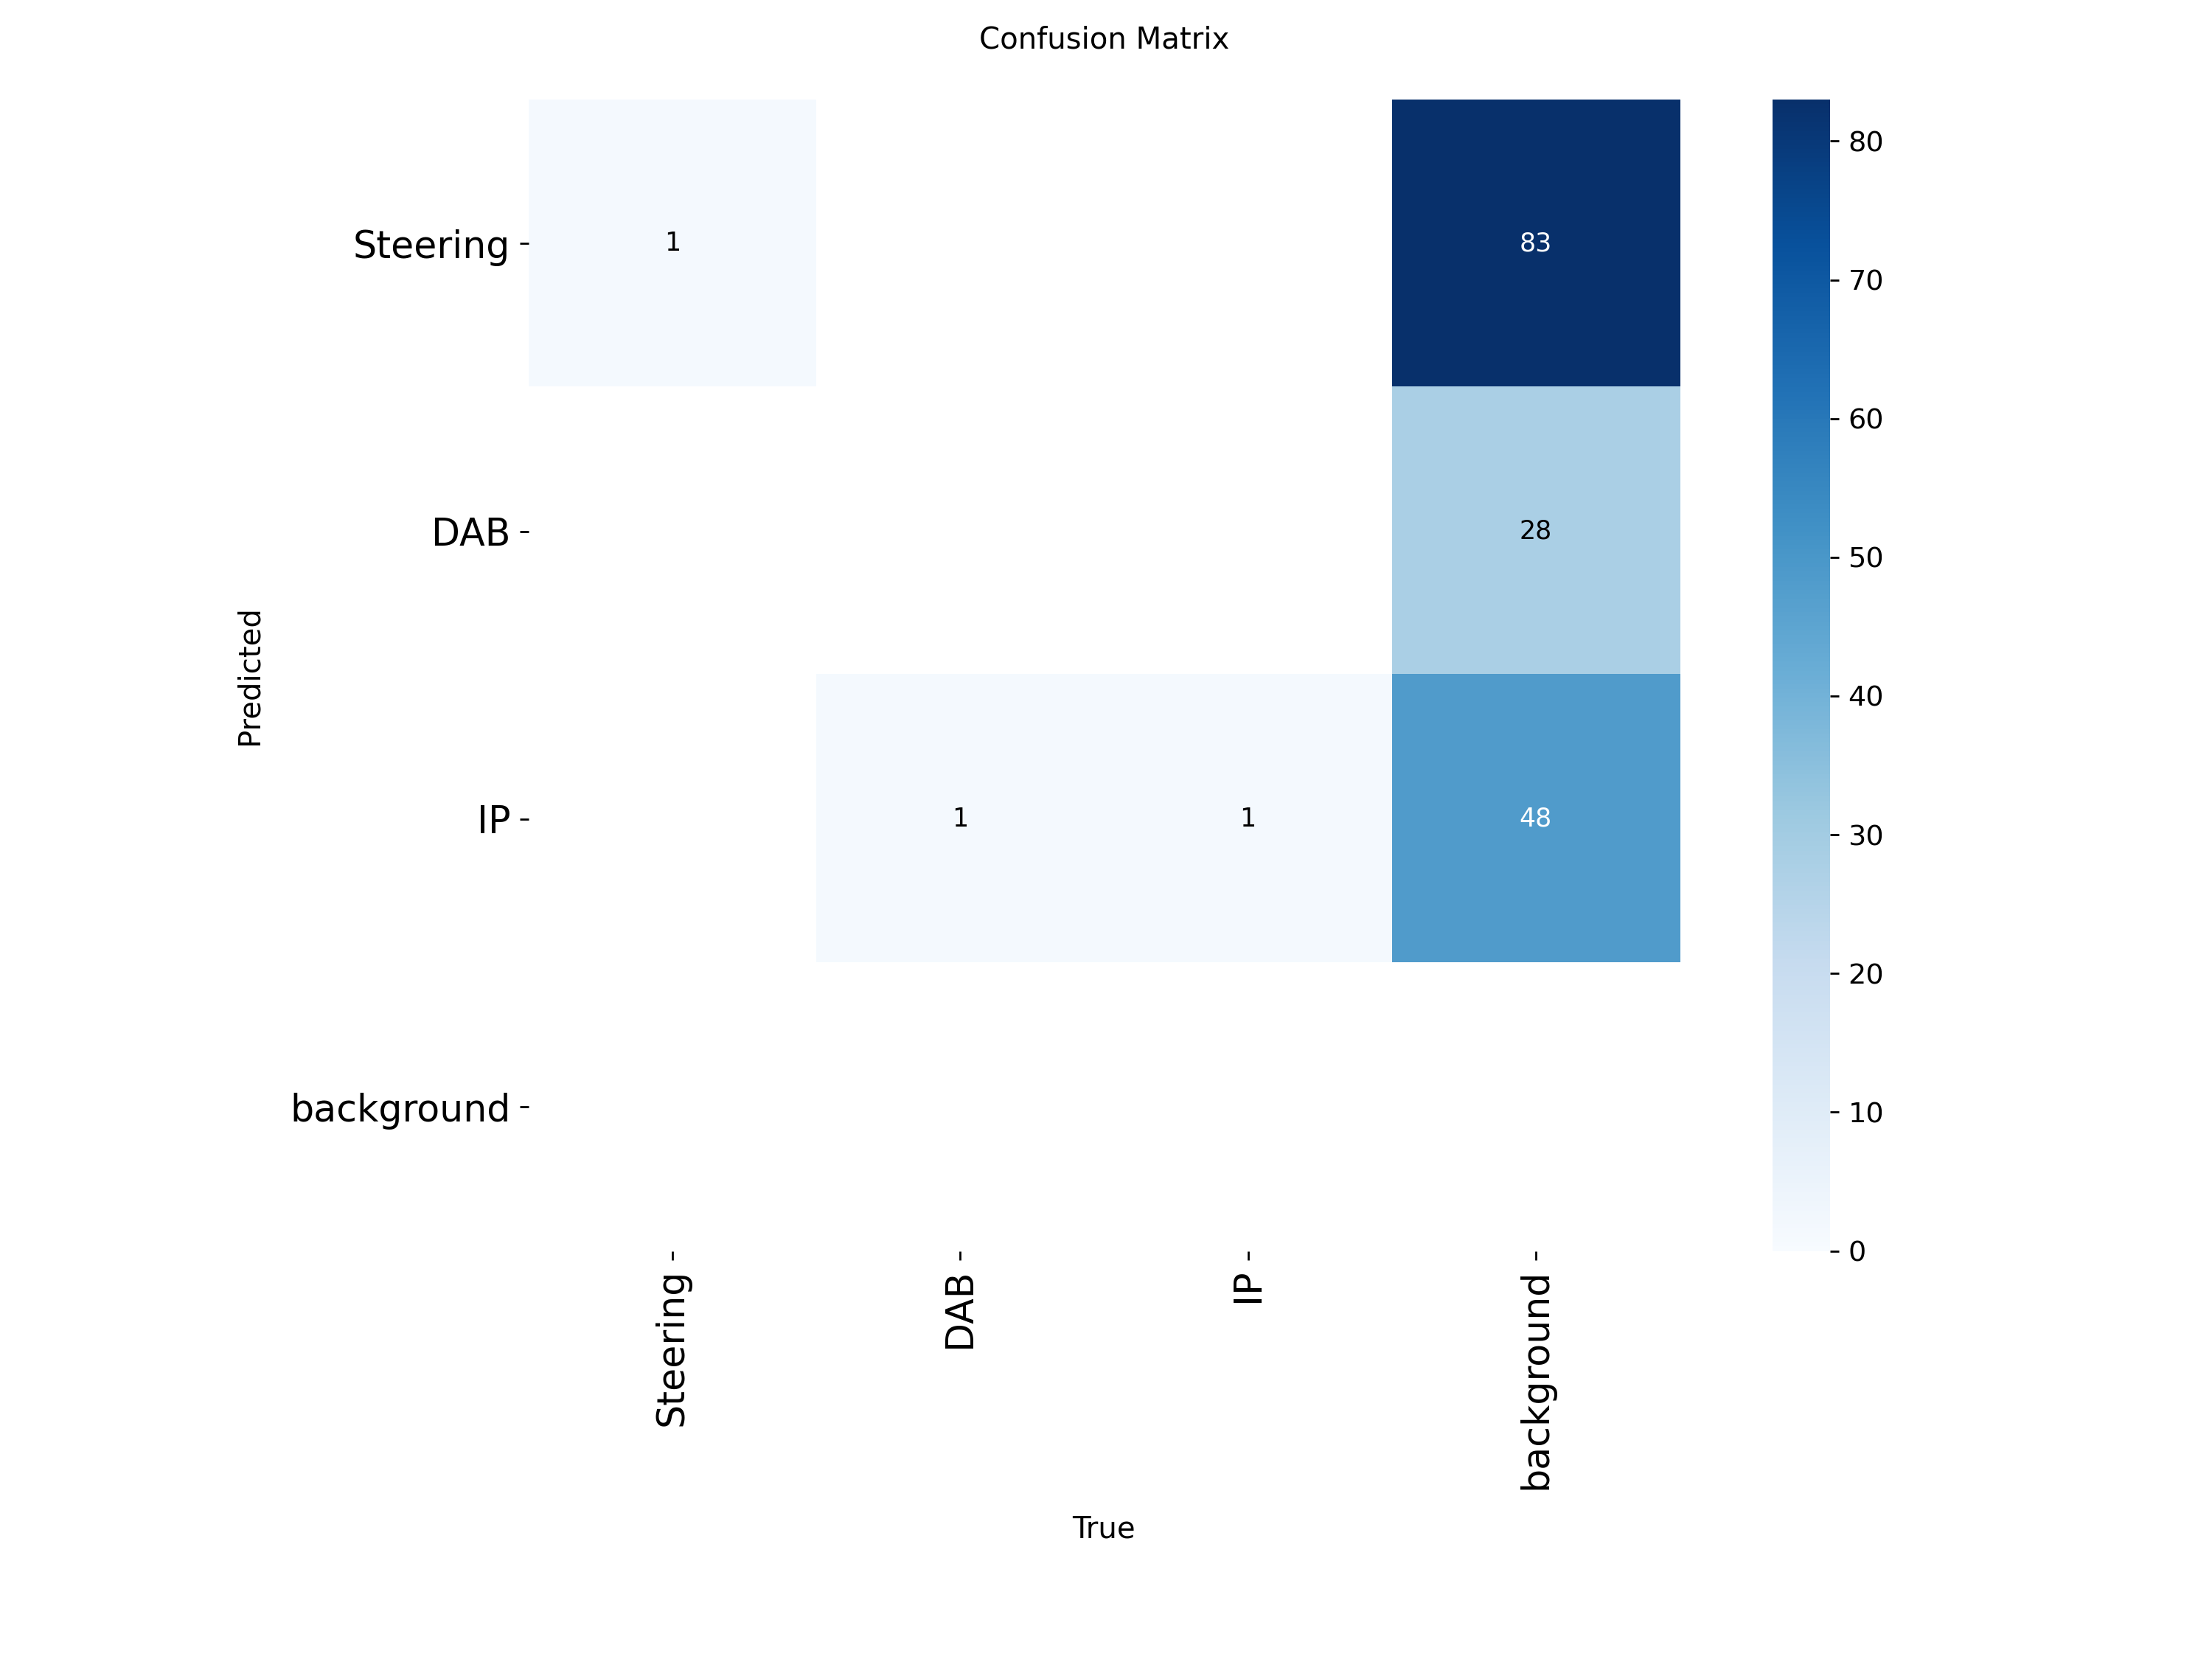 Confusion Matrix
Steering
1
83
80
70
60
DAB
28
50
Predicted
40
IP
1
1
48
30
20
background
10
0
Steering
DAB
IP
background
True